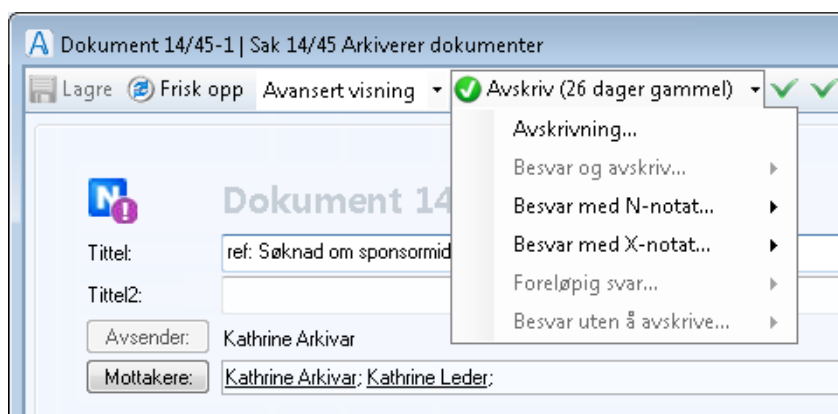 Dokument 14/45-1 | Sak 14/45 Arkiverer dokumenter
Lagre Frisk opp Avansert visning Avskriv (26 dager gammel)
Avskrivning...
Besvar og avskriv...
Besvar med N-notat...
Besvar med X-notat...
Foreløpig svar...
Besvar uten å avskrive...
N
Dokument 14
Tittel: ref: Søknad om sponsormid
Tittel2:
Avsender: Kathrine Arkivar
Mottakere: Kathrine Arkivar; Kathrine Leder;